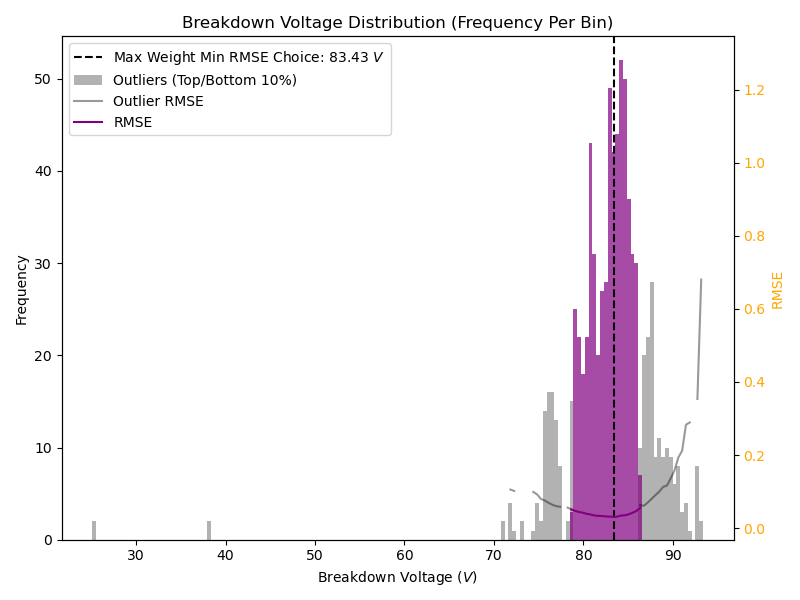 Breakdown Voltage Distribution (Frequency Per Bin)
Max Weight Min RMSE Choice: 83.43 V
Outliers (Top/Bottom 10%)
Outlier RMSE
RMSE
Frequency
50
40
30
20
10
0
1.2
1.0
0.8
0.6
0.4
0.2
0.0
RMSE
30 40 50 60 70 80 90
Breakdown Voltage (V)